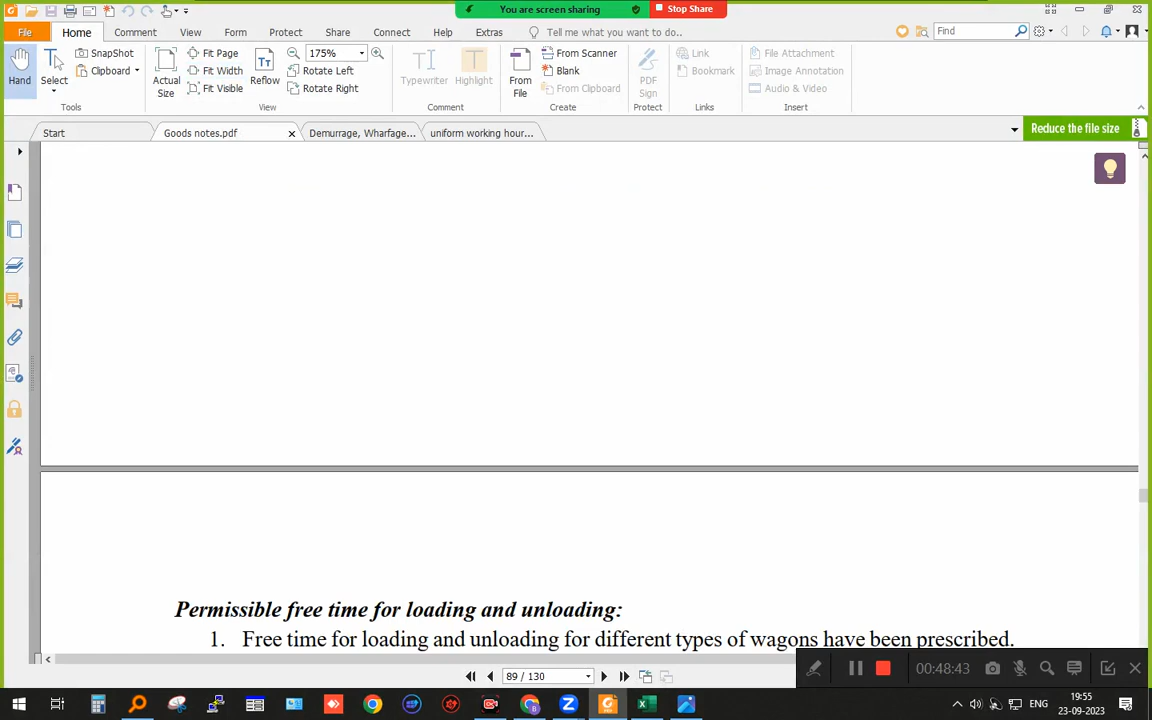 You are screen sharing
Stop Share
File Home Comment View Form Protect Share Connect Help Extras Tell me what you want to do.. Find
Hand
Select
SnapShot
Clipboard
Tools
Actual Size
Fit Page
Fit Width
Fit Visible
Reflow
175%
Rotate Left
Rotate Right
View
Typewriter
Highlight
Comment
From File
From Scanner
Blank
From Clipboard
Create
PDF Sign
Protect
Link
Bookmark
Links
File Attachment
Image Annotation
Audio & Video
Insert
Start Goods notes.pdf Demurrage, Wharfage... uniform working hour...
Reduce the file size
Permissible free time for loading and unloading:
1. Free time for loading and unloading for different types of wagons have been prescribed.
89 / 130
00:48:43
ENG
19:55
23-09-2023